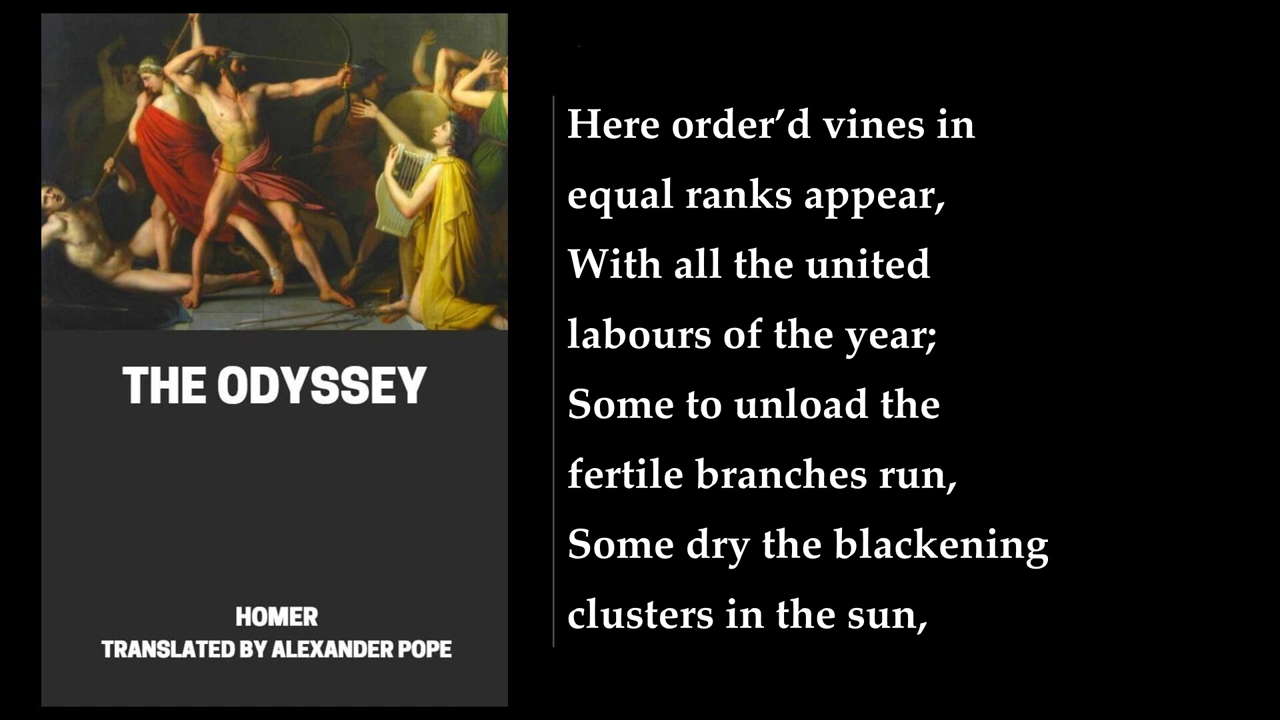 THE ODYSSEY
HOMER
TRANSLATED BY ALEXANDER POPE
Here order’d vines in
equal ranks appear,
With all the united
labours of the year;
Some to unload the
fertile branches run,
Some dry the blackening
clusters in the sun,